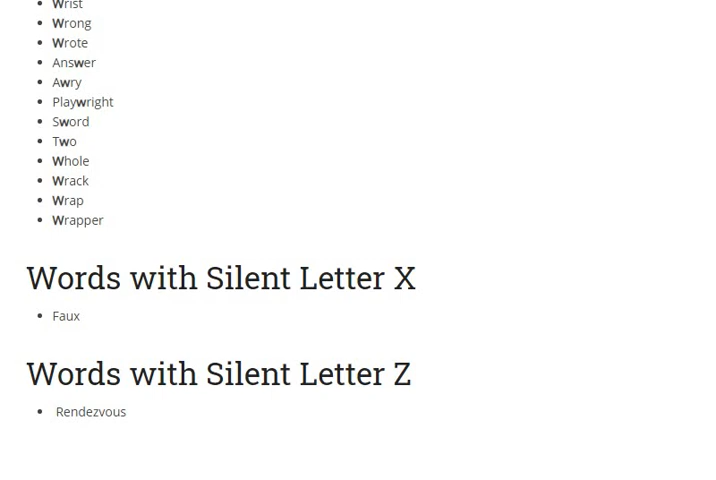 Wrist
Wrong
Wrote
Answer
Awry
Playwright
Sword
Two
Whole
Wrack
Wrap
Wrapper
Words with Silent Letter X
Faux
Words with Silent Letter Z
Rendezvous